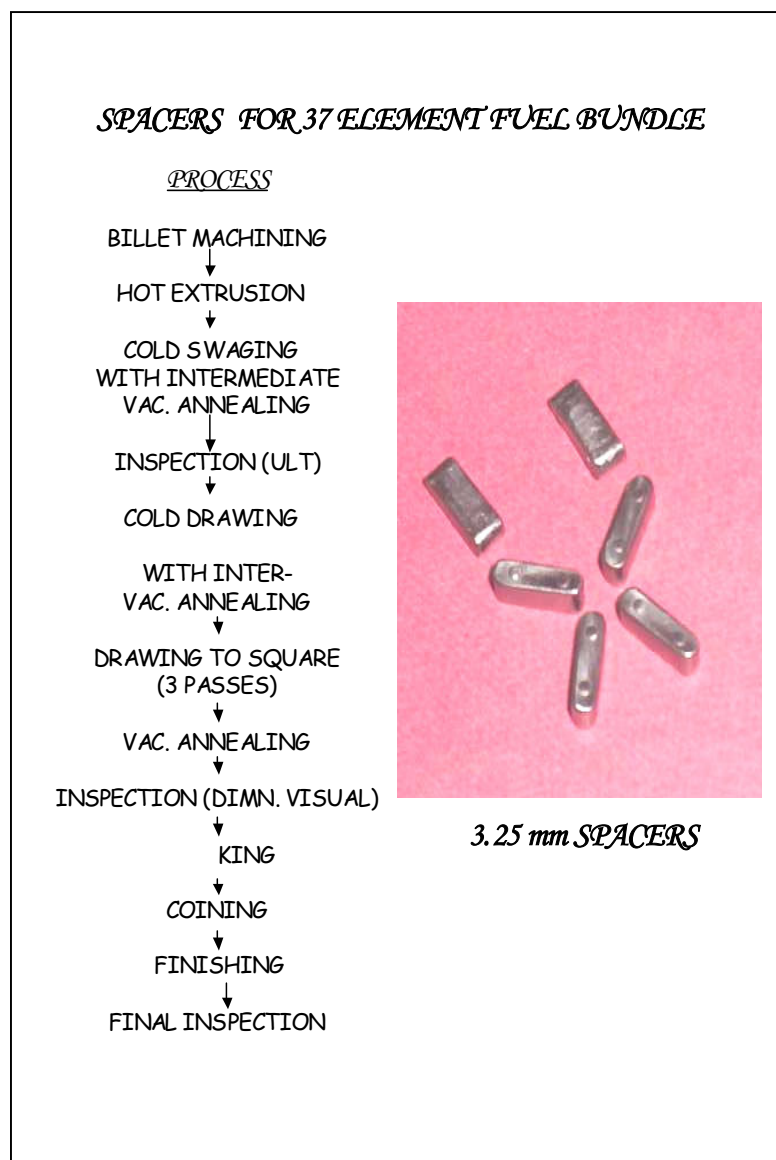 SPACERS FOR 37 ELEMENT FUEL BUNDLE
PROCESS
BILLET MACHINING
HOT EXTRUSION
COLD SWAGING
WITH INTERMEDIATE
VAC. ANNEALING
INSPECTION (ULT)
COLD DRAWING
WITH INTER-
VAC. ANNEALING
DRAWING TO SQUARE
(3 PASSES)
VAC. ANNEALING
INSPECTION (DIMN. VISUAL)
KING
COINING
FINISHING
FINAL INSPECTION
3.25 mm SPACERS